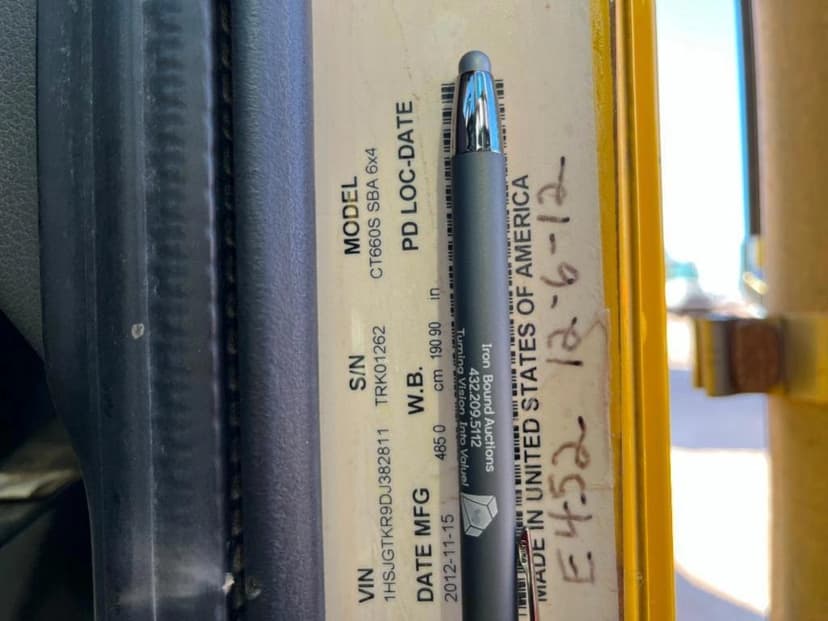 VIN S/N MODEL
1HSJGTKR9DJ382811 TRK01262 CT660S SBA 6x4
DATE MFG W.B. PD LOC-DATE
2012-11-15 485 0 cm 190 90 in
MADE IN UNITED STATES OF AMERICA
E452 12-6-12
Iron Bound Auctions
432.209.5112
Turning Vision Into Value!